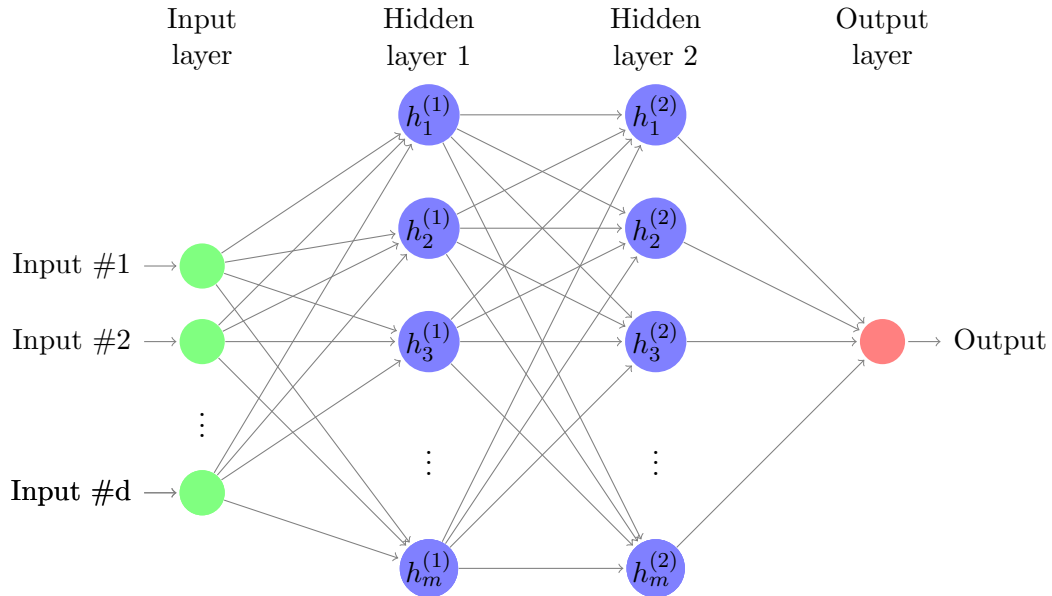 Input
layer
Hidden
layer 1
Hidden
layer 2
Output
layer
h_1^{(1)}
h_1^{(2)}
h_2^{(1)}
h_2^{(2)}
Input #1
Input #2
h_3^{(1)}
h_3^{(2)}
Output
⋮
⋮
⋮
Input #d
h_m^{(1)}
h_m^{(2)}